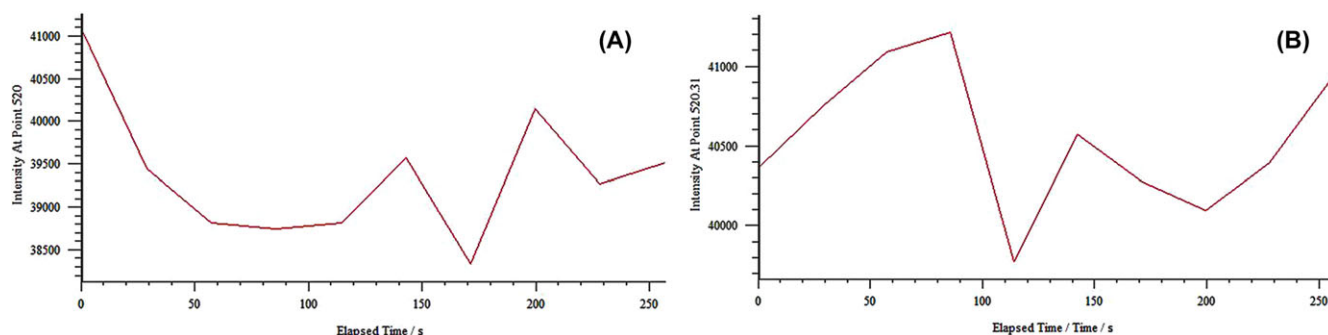 (A)
Intensity At Point 520
41000
40500
40000
39500
39000
38500
0 50 100 150 200 250
Elapsed Time / s
(B)
Intensity At Point 520.31
41000
40500
40000
0 50 100 150 200 250
Elapsed Time / Time / s